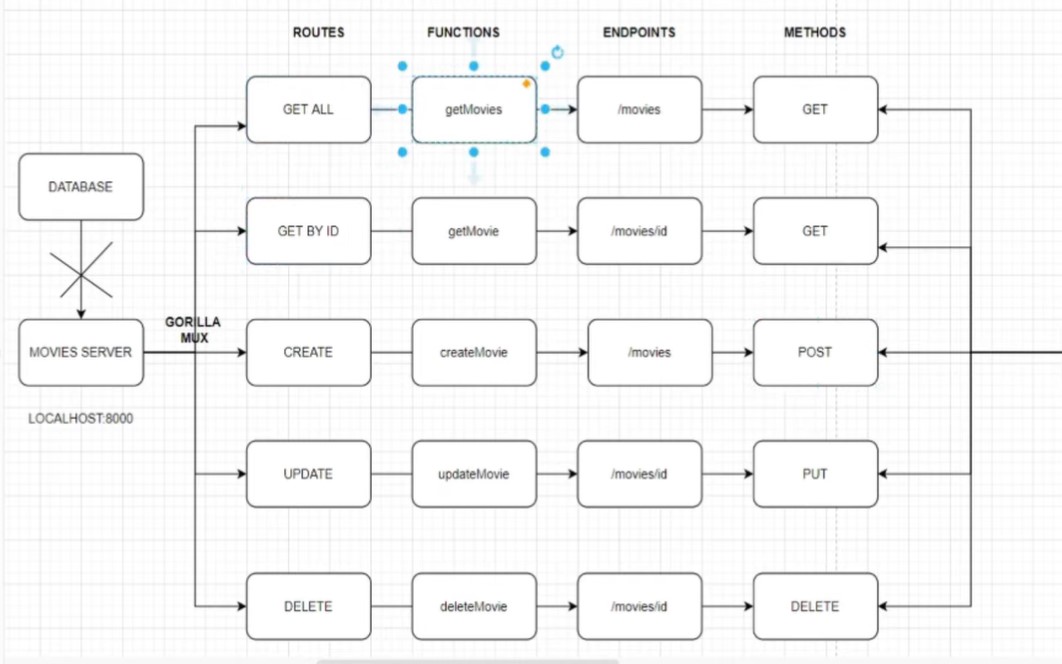 ROUTES
FUNCTIONS
ENDPOINTS
METHODS
GET ALL
getMovies
/movies
GET
DATABASE
GET BY ID
getMovie
/movies/id
GET
GORILLA
MUX
MOVIES SERVER
CREATE
createMovie
/movies
POST
LOCALHOST:8000
UPDATE
updateMovie
/movies/id
PUT
DELETE
deleteMovie
/movies/id
DELETE